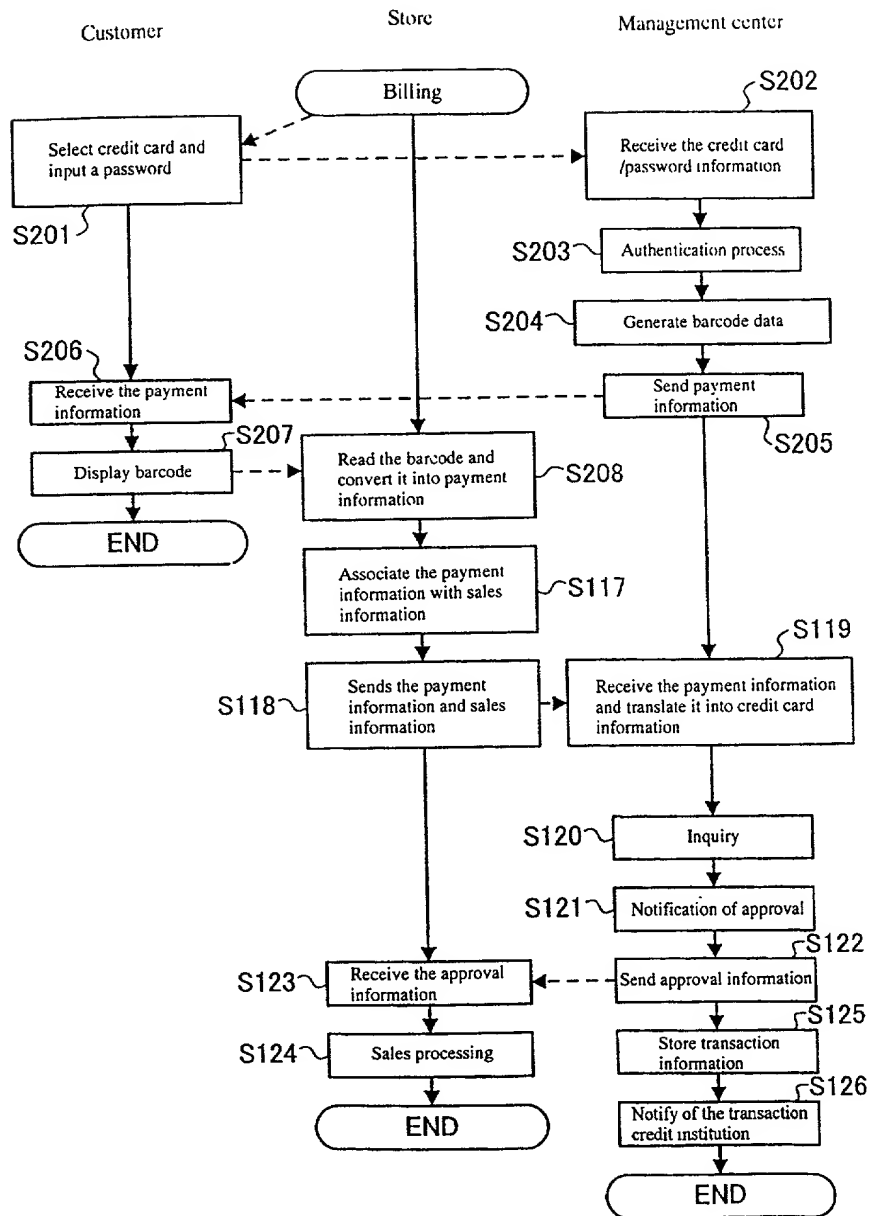 Customer
Store
Management center
Billing
S202
Select credit card and
input a password
Receive the credit card
/password information
S201
S203
Authentication process
S204
Generate barcode data
S206
Receive the payment
information
Send payment
information
S207
S205
Display barcode
Read the barcode and
convert it into payment
information
S208
END
Associate the payment
information with sales
information
S117
S119
S118
Sends the payment
information and sales
information
Receive the payment information
and translate it into credit card
information
S120
Inquiry
S121
Notification of approval
S122
S123
Receive the approval
information
Send approval information
S125
S124
Sales processing
Store transaction
information
S126
END
Notify of the transaction
credit institution
END